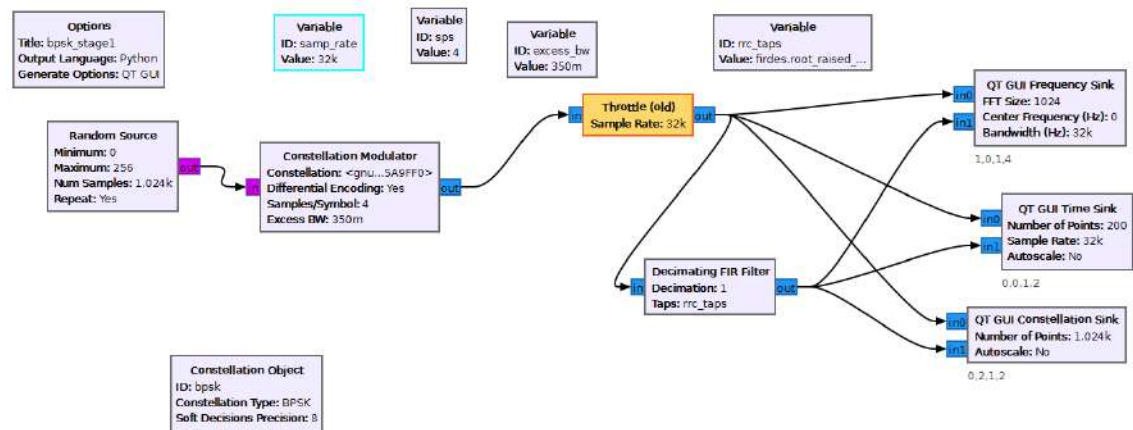 Options
Title: bpsk_stage1
Output Language: Python
Generate Options: QT GUI
Variable
ID: samp_rate
Value: 32k
Variable
ID: sps
Value: 4
Variable
ID: excess_bw
Value: 350m
Variable
ID: rrc_taps
Value: firdes.root_raised_...
Random Source
Minimum: 0
Maximum: 256
Num Samples: 1.024k
Repeat: Yes
out
in
Constellation Modulator
Constellation: <gnu...5A9FF0>
Differential Encoding: Yes
Samples/Symbol: 4
Excess BW: 350m
out
in
Throttle (old)
Sample Rate: 32k
out
in0
in1
QT GUI Frequency Sink
FFT Size: 1024
Center Frequency (Hz): 0
Bandwidth (Hz): 32k
1,0,1,4
in0
in1
QT GUI Time Sink
Number of Points: 200
Sample Rate: 32k
Autoscale: No
0,0,1,2
in
Decimating FIR Filter
Decimation: 1
Taps: rrc_taps
out
in0
in1
QT GUI Constellation Sink
Number of Points: 1.024k
Autoscale: No
0,2,1,2
Constellation Object
ID: bpsk
Constellation Type: BPSK
Soft Decisions Precision: 8